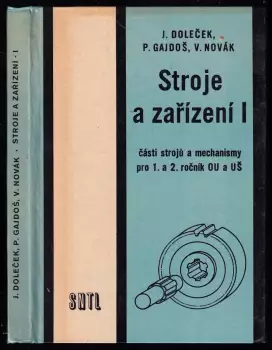 J. DOLEČEK, P. GAJDOŠ, V. NOVÁK · STROJE A ZAŘÍZENÍ · I
J. DOLEČEK,
P. GAJDOŠ, V. NOVÁK
Stroje
a zařízení I
části strojů a mechanismy
pro 1. a 2. ročník OU a UŠ
SNTL